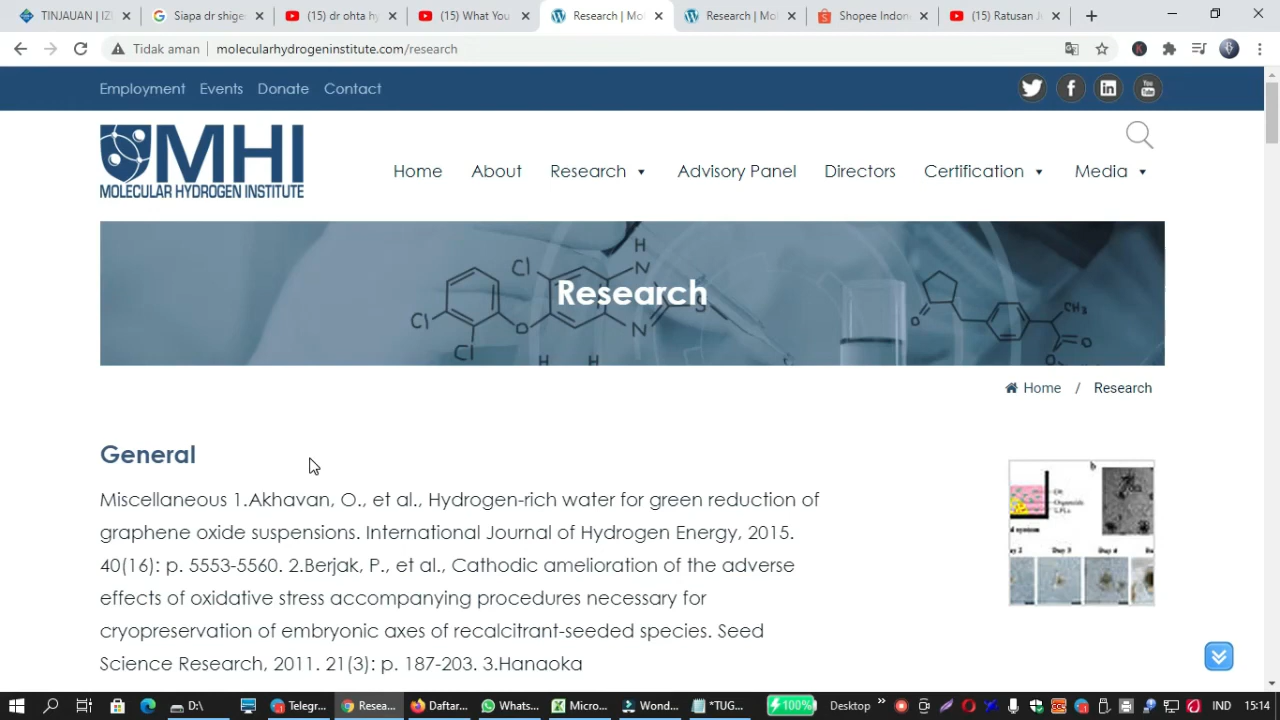 TINJAUAN | IZ
Siapa dr shige
(15) dr ohta hy
(15) What You
Research | Mo
Research | Mol
Shopee Indon
(15) Ratusan J
Tidak aman | molecularhydrogeninstitute.com/research
Employment Events Donate Contact
MHI
MOLECULAR HYDROGEN INSTITUTE
Home About Research Advisory Panel Directors Certification Media
Research
Home / Research
General
Miscellaneous 1.Akhavan, O., et al., Hydrogen-rich water for green reduction of
graphene oxide suspensions. International Journal of Hydrogen Energy, 2015.
40(16): p. 5553-5560. 2.Berjak, P., et al., Cathodic amelioration of the adverse
effects of oxidative stress accompanying procedures necessary for
cryopreservation of embryonic axes of recalcitrant-seeded species. Seed
Science Research, 2011. 21(3): p. 187-203. 3.Hanaoka
D:\ Telegr... Resea... Daftar... Whats... Micro... Wond... *TUG... 100% Desktop IND 15:14